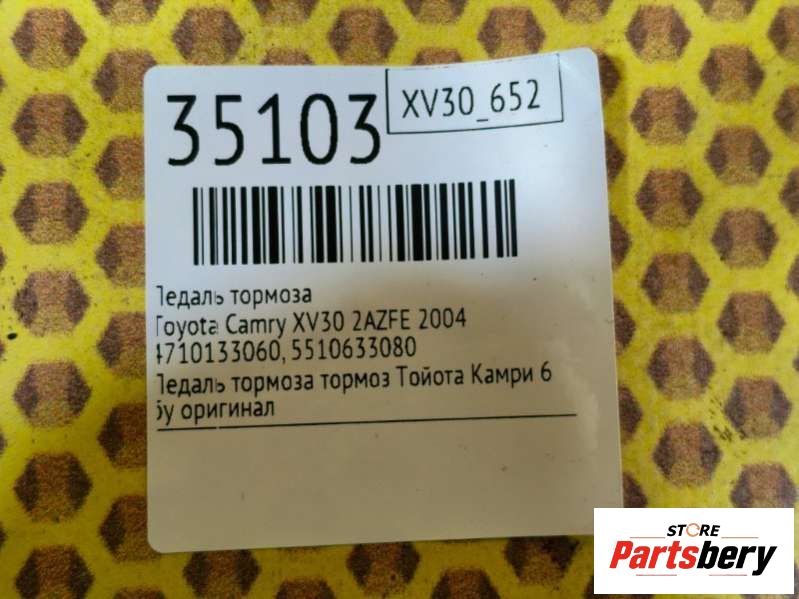 35103
XV30_652
Педаль тормоза
Toyota Camry XV30 2AZFE 2004
4710133060, 5510633080
Педаль тормоза тормоз Тойота Камри 6
бу оригинал
STORE
Partsbery